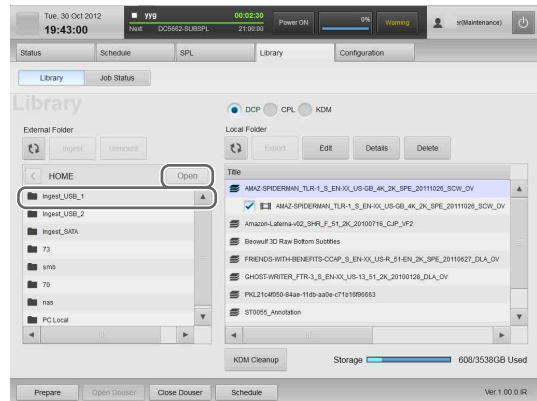 Tue, 30 Oct 2012
19:43:00
yyg 00:02:30
Next DC5662-SUBSPL 21:00:00
Power ON
0%
Warning
(Maintenance)
Status
Schedule
SPL
Library
Configuration
Library
Job Status
Library
DCP
CPL
KDM
External Folder
Local Folder
Ingest
Unmount
Export
Edit
Details
Delete
HOME
Open
Ingest_USB_1
Ingest_USB_2
Ingest_SATA
73
smb
70
nas
PC Local
Title
AMAZ-SPIDERMAN_TLR-1_S_EN-XX_US-GB_4K_2K_SPE_20111026_SCW_OV
AMAZ-SPIDERMAN_TLR-1_S_EN-XX_US-GB_4K_2K_SPE_20111026_SCW_OV
Amazon-Laterna-v02_SHR_F_51_2K_20100716_CJP_VF2
Beowulf 3D Raw Bottom Subtitles
FRIENDS-WITH-BENEFITS-CCAP_S_EN-XX_US-R_51-EN_2K_SPE_20110627_DLA_OV
GHOST-WRITER_FTR-3_S_EN-XX_US-13_51_2K_20100128_DLA_OV
PKL21c4f050-84ae-11db-aa0e-c71b16f96663
ST0055_Annotation
KDM Cleanup
Storage
608/3538GB Used
Prepare
Open Douser
Close Douser
Schedule
Ver.1.00.0.IR